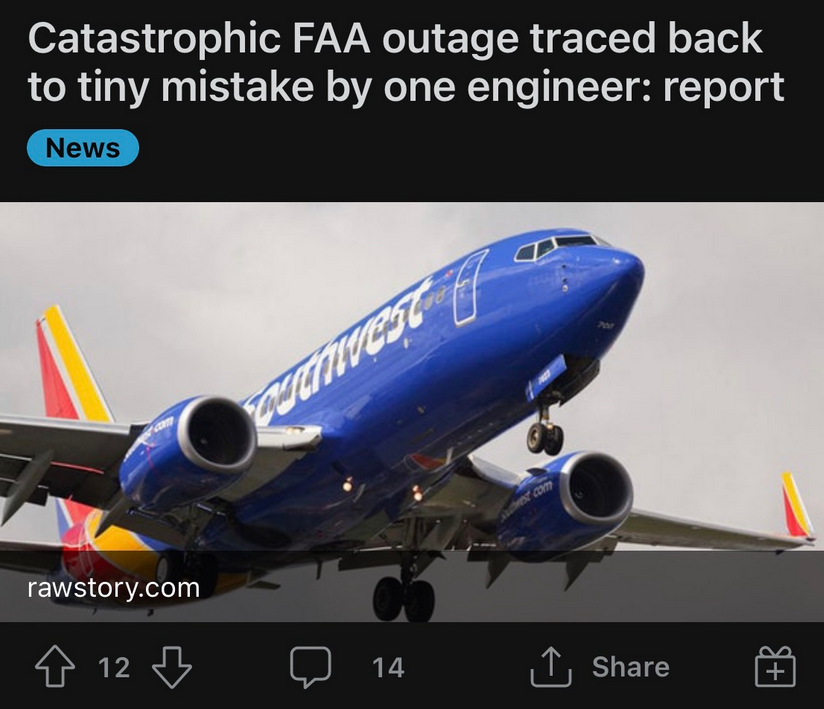 Catastrophic FAA outage traced back
to tiny mistake by one engineer: report
News
Southwest
rawstory.com
12
14
Share